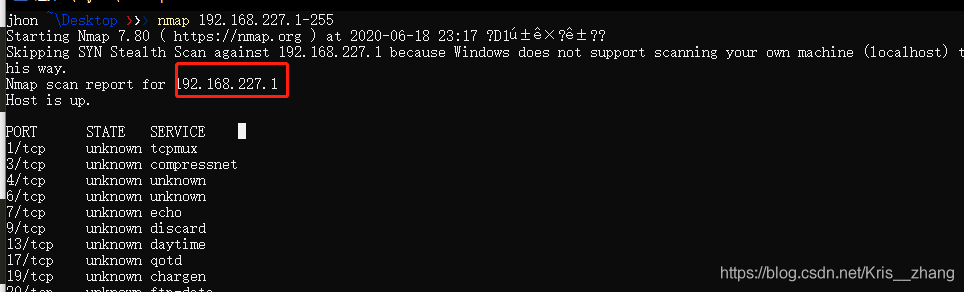 jhon ~\Desktop ❯❯❯ nmap 192.168.227.1-255
Starting Nmap 7.80 ( https://nmap.org ) at 2020-06-18 23:17 ?D1ú±ê×?ê±??
Skipping SYN Stealth Scan against 192.168.227.1 because Windows does not support scanning your own machine (localhost) t
his way.
Nmap scan report for 192.168.227.1
Host is up.
PORT STATE SERVICE
1/tcp unknown tcpmux
3/tcp unknown compressnet
4/tcp unknown unknown
6/tcp unknown unknown
7/tcp unknown echo
9/tcp unknown discard
13/tcp unknown daytime
17/tcp unknown qotd
19/tcp unknown chargen
20/tcp unknown ftp-data
https://blog.csdn.net/Kris__zhang